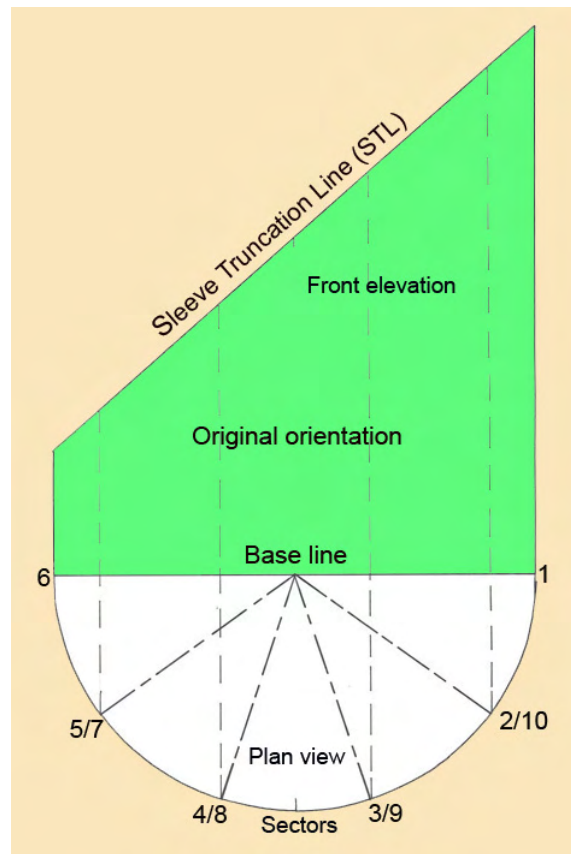 Sleeve Truncation Line (STL)
Front elevation
Original orientation
Base line
6
1
5/7
2/10
Plan view
4/8
3/9
Sectors